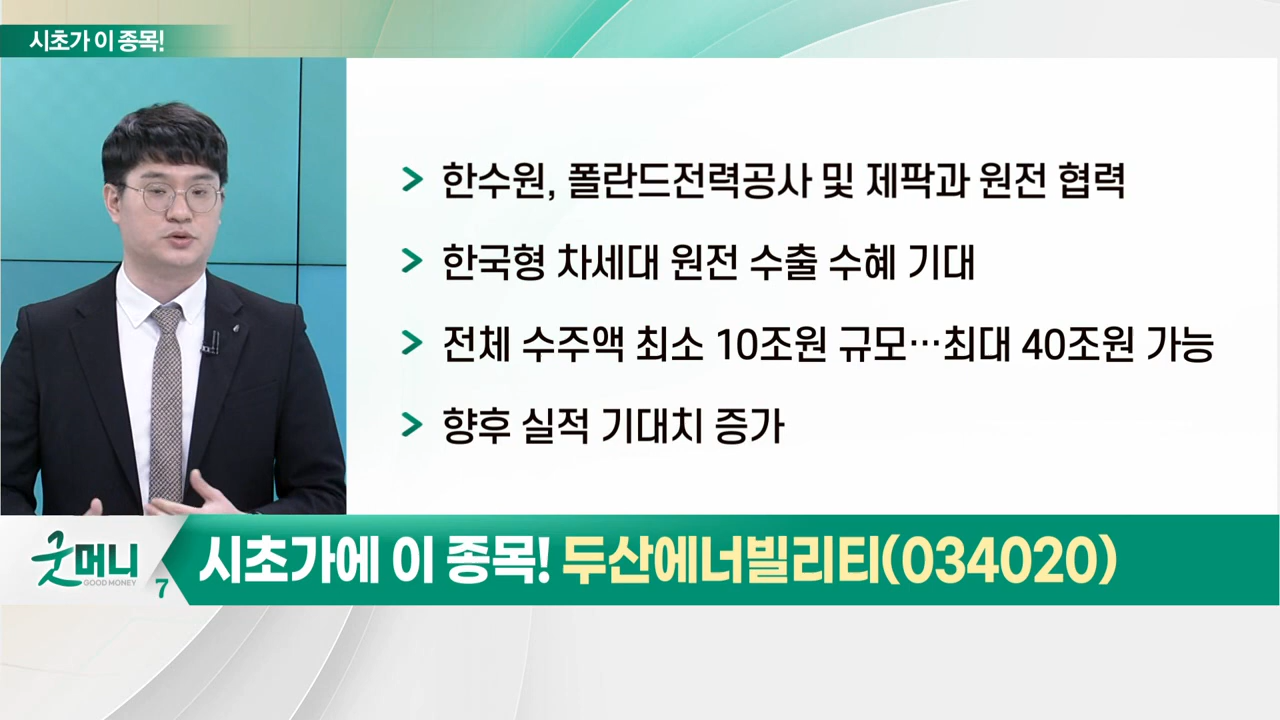 시초가 이 종목!
> 한수원, 폴란드전력공사 및 제팍과 원전 협력
> 한국형 차세대 원전 수출 수혜 기대
> 전체 수주액 최소 10조원 규모…최대 40조원 가능
> 향후 실적 기대치 증가
굿머니
GOOD MONEY
7
시초가에 이 종목! 두산에너빌리티(034020)